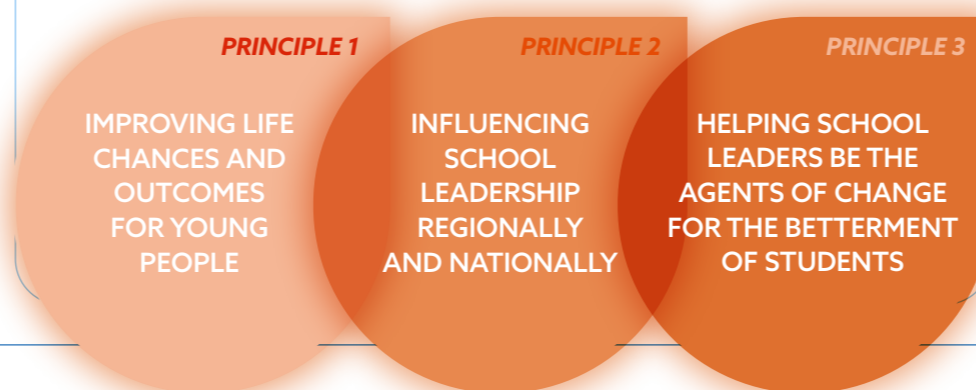 PRINCIPLE 1
IMPROVING LIFE
CHANCES AND
OUTCOMES
FOR YOUNG
PEOPLE
PRINCIPLE 2
INFLUENCING
SCHOOL
LEADERSHIP
REGIONALLY
AND NATIONALLY
PRINCIPLE 3
HELPING SCHOOL
LEADERS BE THE
AGENTS OF CHANGE
FOR THE BETTERMENT
OF STUDENTS